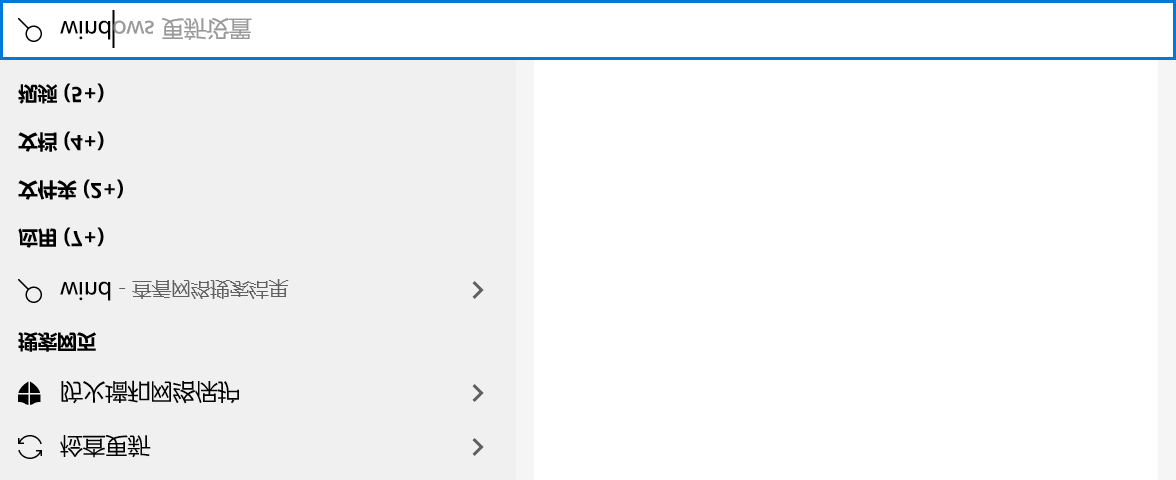 检查更新
防火墙和网络保护
搜索网页
wind - 查看网络搜索结果
应用 (7+)
文件夹 (2+)
文档 (4+)
视频 (5+)
windows 更新设置